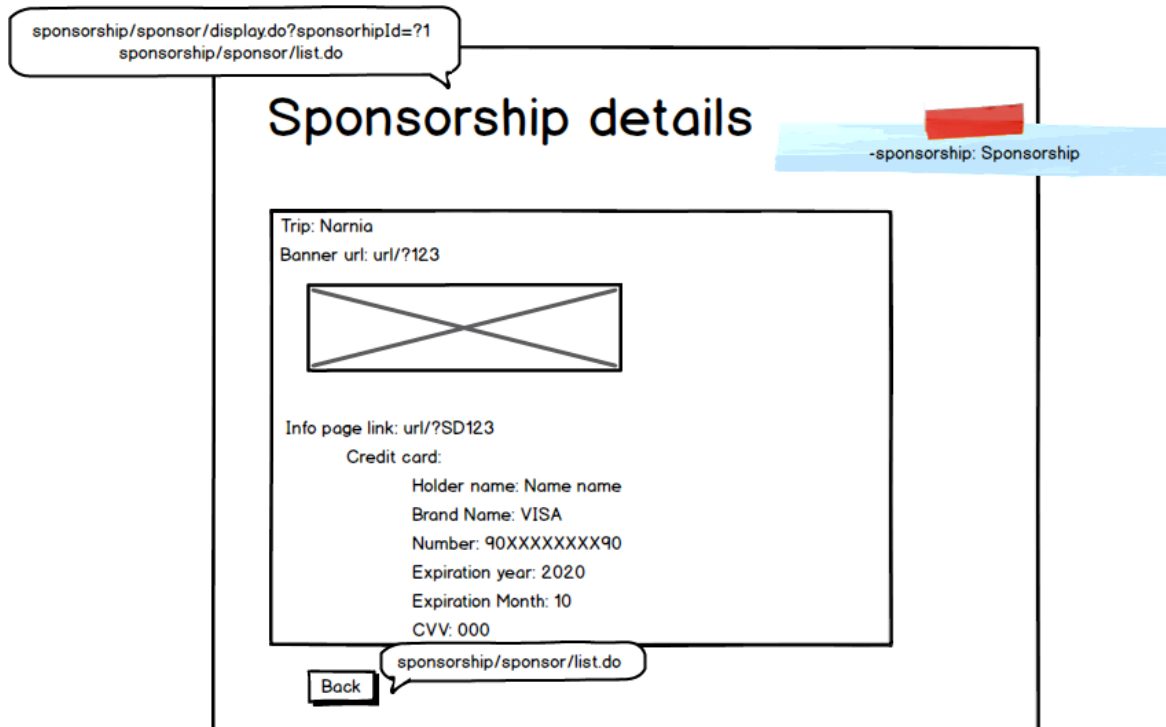 sponsorship/sponsor/display.do?sponsorhipId=?1
sponsorship/sponsor/list.do
Sponsorship details
-sponsorship: Sponsorship
Trip: Narnia
Banner url: url/?123
Info page link: url/?SD123
Credit card:
Holder name: Name name
Brand Name: VISA
Number: 90XXXXXXXX90
Expiration year: 2020
Expiration Month: 10
CVV: 000
sponsorship/sponsor/list.do
Back